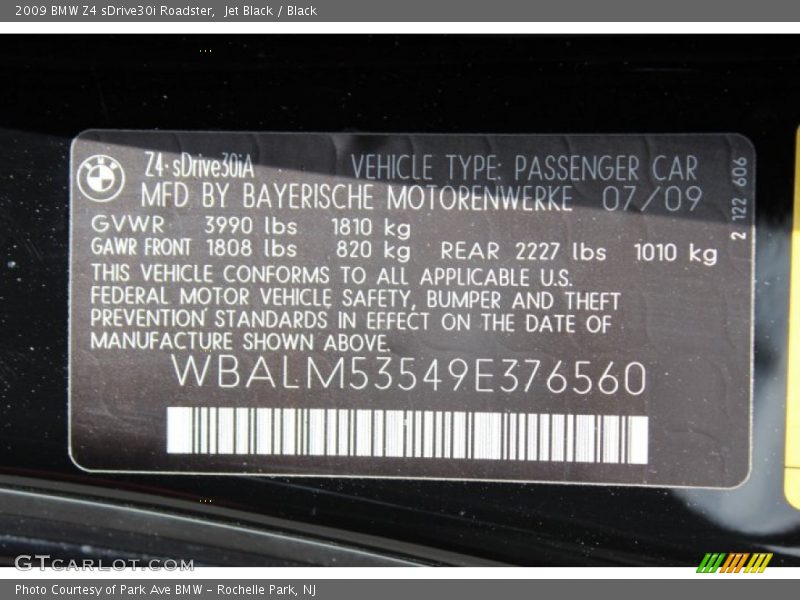 2009 BMW Z4 sDrive30i Roadster,  Jet Black / Black
BMW
Z4·sDrive30iA VEHICLE TYPE: PASSENGER CAR
MFD BY BAYERISCHE MOTORENWERKE 07/09
GVWR 3990 lbs 1810 kg
GAWR FRONT 1808 lbs 820 kg REAR 2227 lbs 1010 kg
THIS VEHICLE CONFORMS TO ALL APPLICABLE U.S.
FEDERAL MOTOR VEHICLE SAFETY, BUMPER AND THEFT
PREVENTION STANDARDS IN EFFECT ON THE DATE OF
MANUFACTURE SHOWN ABOVE.
WBALM53549E376560
2 122 606
GTCARLOT.COM
Photo Courtesy of Park Ave BMW - Rochelle Park, NJ